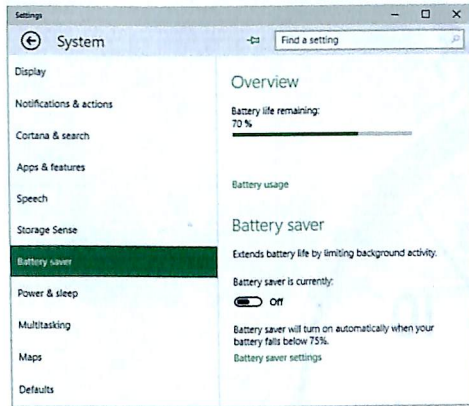 Settings
System
Find a setting
Display
Notifications & actions
Cortana & search
Apps & features
Speech
Storage Sense
Battery saver
Power & sleep
Multitasking
Maps
Defaults
Overview
Battery life remaining:
70 %
Battery usage
Battery saver
Extends battery life by limiting background activity.
Battery saver is currently:
Off
Battery saver will turn on automatically when your
battery falls below 75%.
Battery saver settings